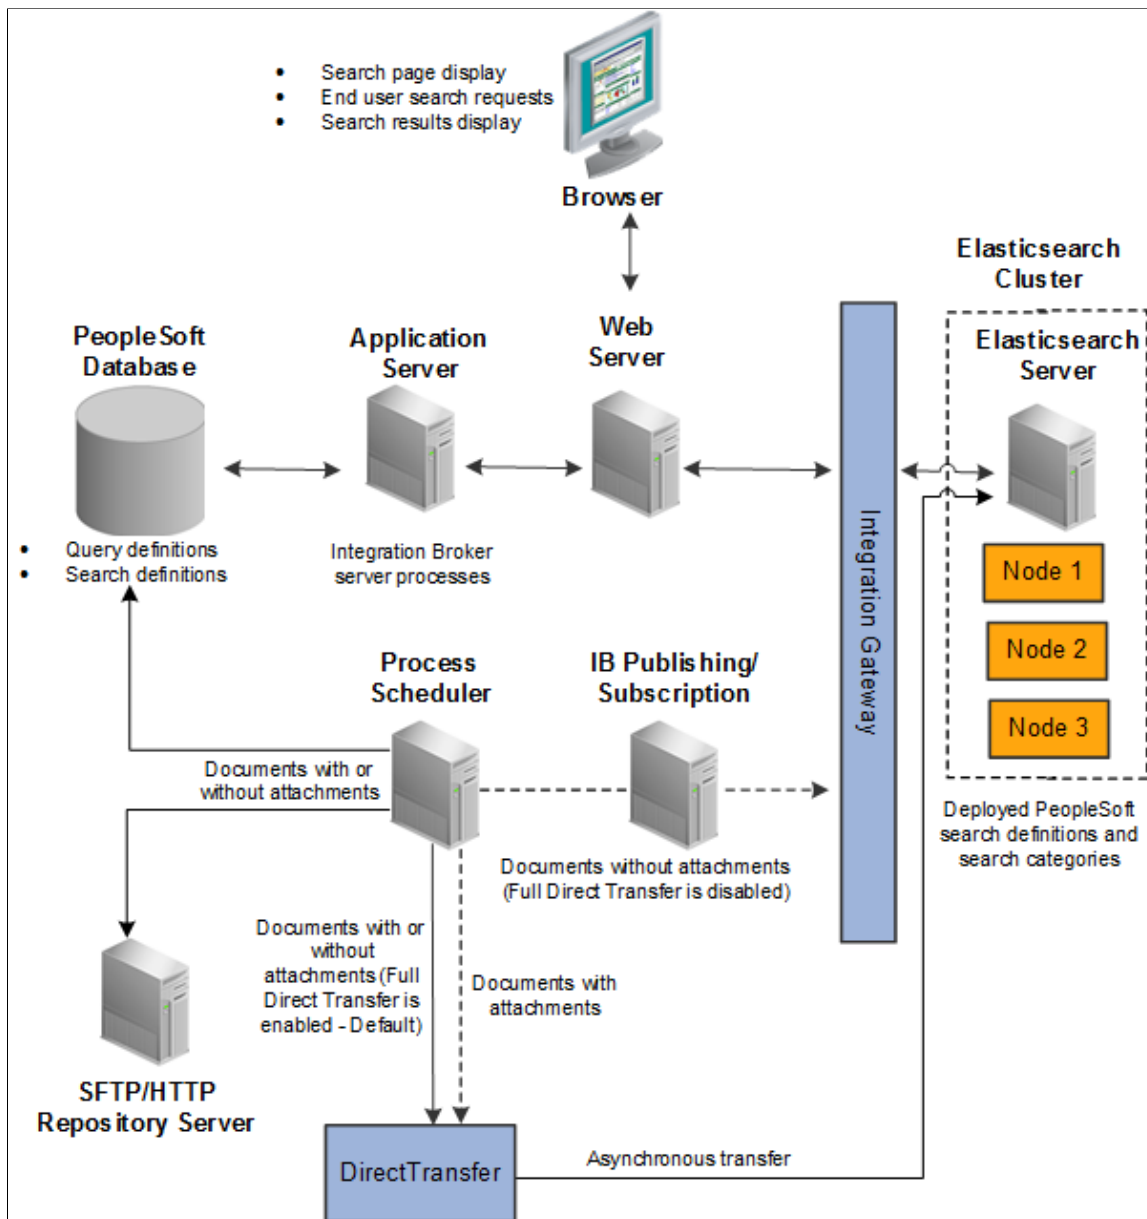 Search page display
End user search requests
Search results display
Browser
Elasticsearch
Cluster
PeopleSoft
Database
Application
Server
Web
Server
Elasticsearch
Server
Query definitions
Search definitions
Integration Broker
server processes
Integration Gateway
Node 1
Node 2
Node 3
Process
Scheduler
IB Publishing/
Subscription
Documents with or
without attachments
Deployed PeopleSoft
search definitions and
search categories
Documents without attachments
(Full Direct Transfer is disabled)
Documents with or
without
attachments (Full
Direct Transfer is
enabled - Default)
Documents with
attachments
SFTP/HTTP
Repository Server
DirectTransfer
Asynchronous transfer